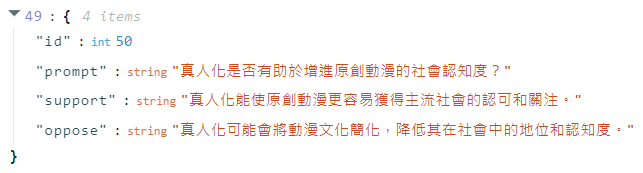 49 : { 4 items
"id" : int 50
"prompt" : string "真人化是否有助於增進原創動漫的社會認知度？"
"support" : string "真人化能使原創動漫更容易獲得主流社會的認可和關注。"
"oppose" : string "真人化可能會將動漫文化簡化，降低其在社會中的地位和認知度。"
}